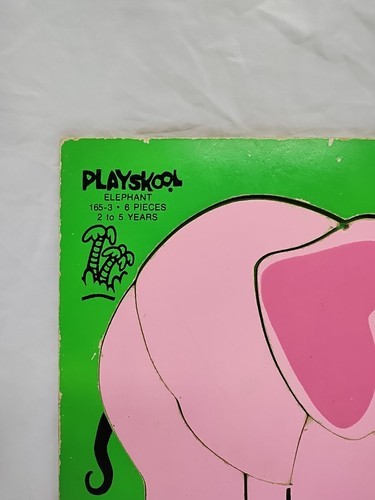 PLAYSKOOL
ELEPHANT
165-3 • 6 PIECES
2 to 5 YEARS